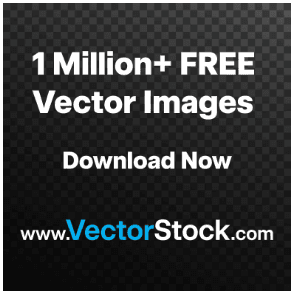 1 Million+ FREE
Vector Images
Download Now
www.VectorStock.com